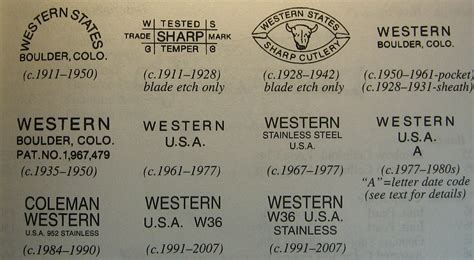 WESTERN STATES
BOULDER, COLO.
(c.1911–1950)
W TESTED S
TRADE SHARP MARK
G TEMPER G
(c.1911–1928)
blade etch only
WESTERN STATES
SHARP CUTLERY
(c.1928–1942)
blade etch only
WESTERN
BOULDER, COLO.
(c.1950–1961-pocket)
(c.1928–1931-sheath)
WESTERN
BOULDER, COLO.
PAT.NO.1,967,479
(c.1935–1950)
WESTERN
U.S.A.
(c.1961–1977)
WESTERN
STAINLESS STEEL
U.S.A.
(c.1967–1977)
WESTERN
U.S.A.
A
(c.1977–1980s)
"A"=letter date code
(see text for details)
COLEMAN
WESTERN
U.S.A. 952 STAINLESS
(c.1984–1990)
WESTERN
U.S.A. W36
(c.1991–2007)
WESTERN
W36 U.S.A.
STAINLESS
(c.1991–2007)